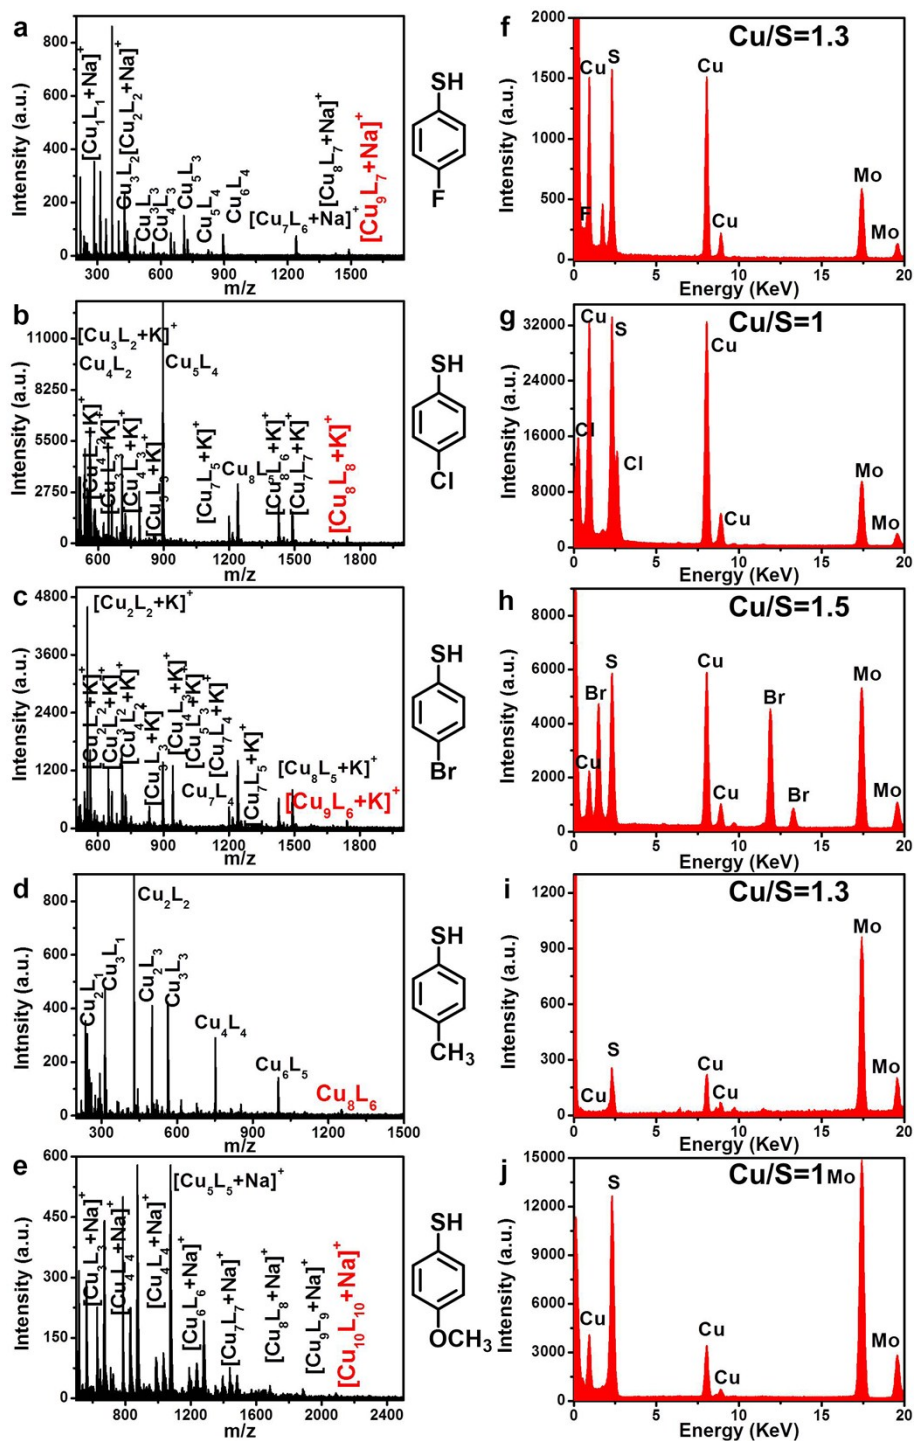 a
Intensity (a.u.)
800
600
400
200
0
[Cu1L1+Na]+
Cu3L2
[Cu2L2+Na]+
Cu3L3
Cu4L3
Cu5L3
Cu5L4
Cu6L4
[Cu7L6+Na]+
[Cu8L7+Na]+
[Cu9L7+Na]+
300 600 900 1200 1500
m/z
SH
F
f
Cu/S=1.3
Intensity (a.u.)
2000
1500
1000
500
0
F
Cu
S
Cu
Cu
Mo
Mo
0 5 10 15 20
Energy (KeV)
b
Intensity (a.u.)
11000
8250
5500
2750
0
[Cu3L2+K]+
Cu4L2
Cu5L4
[Cu7L5+K]+
[Cu8L6+K]+
[Cu7L7+K]+
[Cu8L8+K]+
600 900 1200 1500 1800
m/z
SH
Cl
g
Cu/S=1
Intensity (a.u.)
32000
24000
16000
8000
0
Cl
Cu
S
Cl
Cu
Cu
Mo
Mo
0 5 10 15 20
Energy (KeV)
c
Intensity (a.u.)
4800
3600
2400
1200
0
[Cu2L2+K]+
[Cu4L3+K]+
[Cu5L3+K]+
[Cu7L4+K]+
Cu7L4
Cu7L5+K]+
[Cu8L5+K]+
[Cu9L6+K]+
600 900 1200 1500 1800
m/z
SH
Br
h
Cu/S=1.5
Intensity (a.u.)
8000
6000
4000
2000
0
Cu
Br
S
Cu
Cu
Br
Br
Mo
Mo
0 5 10 15 20
Energy (KeV)
d
Intnsity (a.u.)
800
600
400
200
0
Cu2L1
Cu3L1
Cu2L2
Cu2L3
Cu3L3
Cu4L4
Cu6L5
Cu8L6
300 600 900 1200 1500
m/z
SH
CH3
i
Cu/S=1.3
Intensity (a.u.)
1200
900
600
300
0
Cu
S
Cu
Cu
Mo
Mo
0 5 10 15 20
Energy (KeV)
e
Intensity (a.u.)
600
450
300
150
0
[Cu3L3+Na]+
[Cu4L4+Na]+
[Cu4L4+Na]+
[Cu5L5+Na]+
[Cu6L6+Na]+
[Cu7L7+Na]+
[Cu8L8+Na]+
[Cu9L9+Na]+
[Cu10L10+Na]+
800 1200 1600 2000 2400
m/z
SH
OCH3
j
Cu/S=1
Intensity (a.u.)
15000
12000
9000
6000
3000
0
Cu
S
Cu
Cu
Mo
Mo
0 5 10 15 20
Energy (KeV)